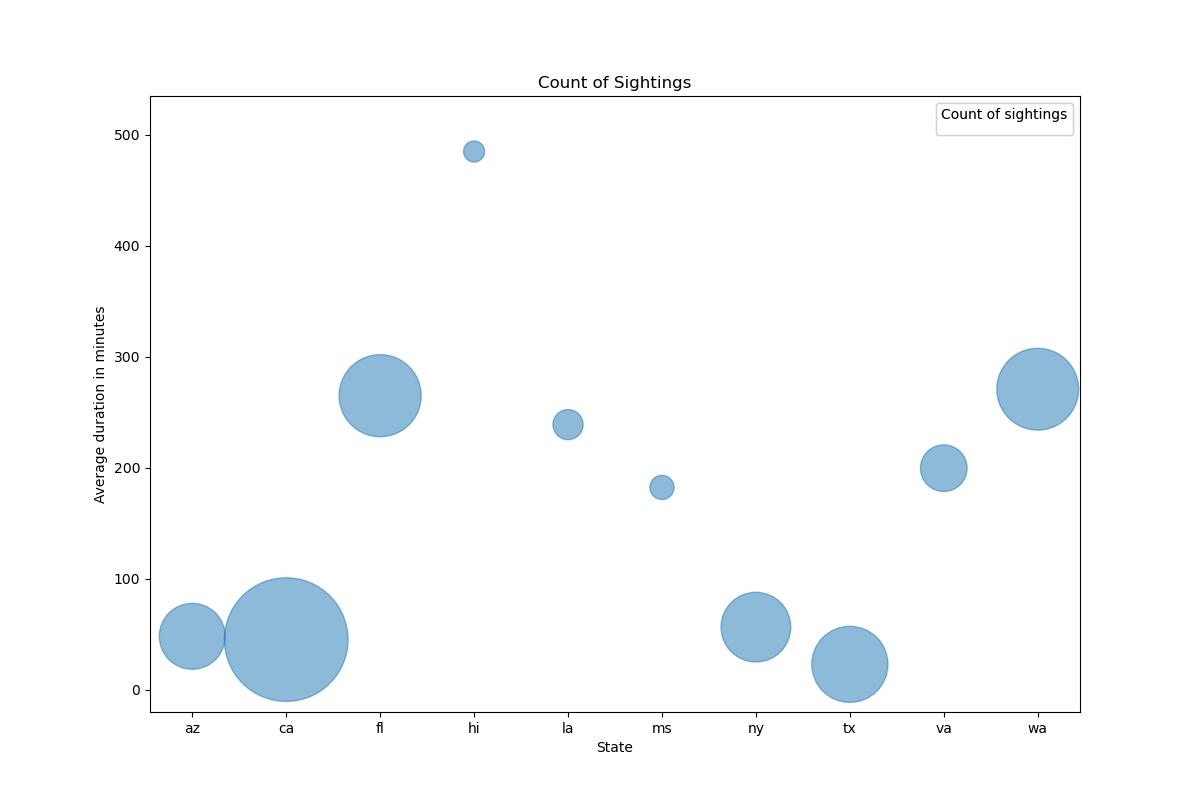 Count of Sightings
Count of sightings
500
400
300
200
100
0
Average duration in minutes
az ca fl hi la ms ny tx va wa
State